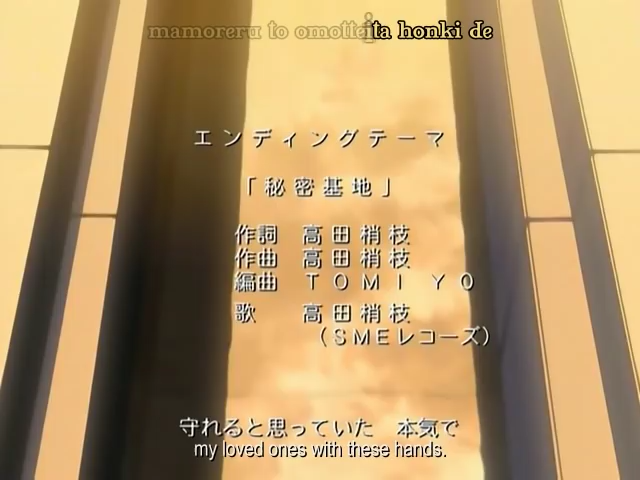 mamoreru to omotteita honki de
エンディングテーマ
「秘密基地」
作詞 高田梢枝
作曲 高田梢枝
編曲 ＴＯＭＩ ＹＯ
歌 高田梢枝
（ＳＭＥレコーズ）
守れると思っていた 本気で
my loved ones with these hands.